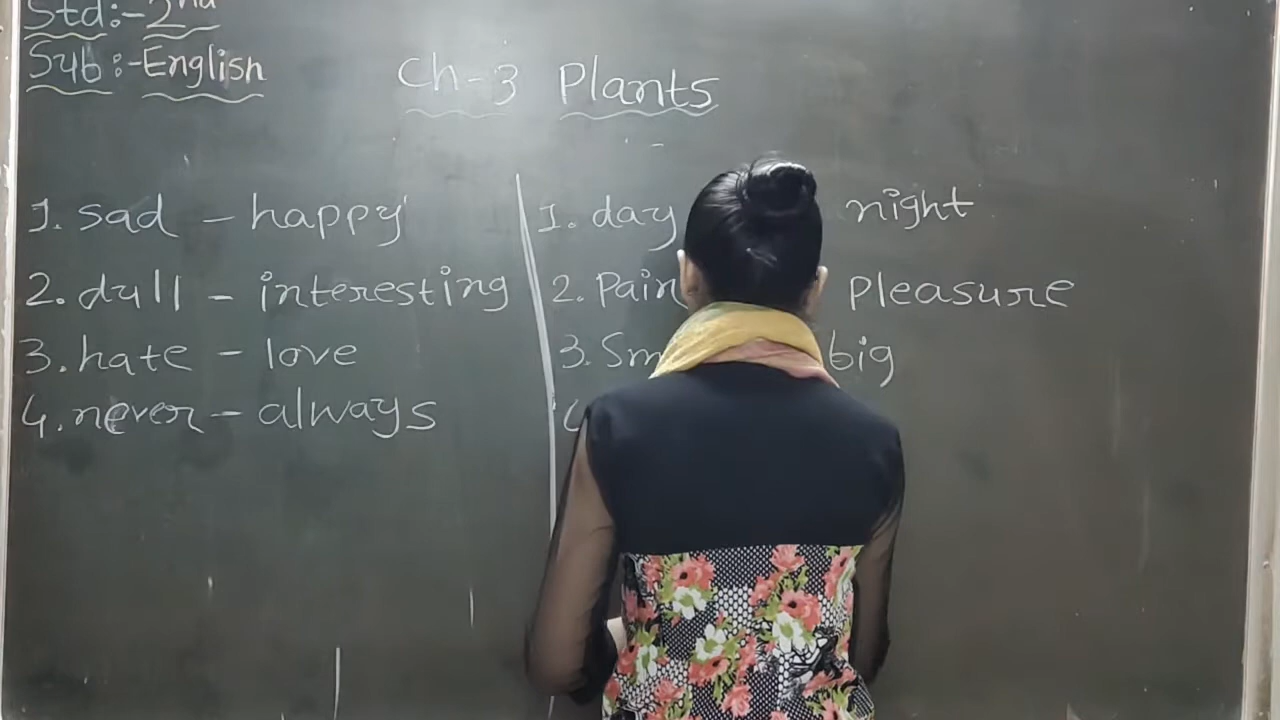 Std:-2nd
Sub:-English
Ch-3 Plants
1. sad - happy
2. dull - interesting
3. hate - love
4. never - always
1. day night
2. Pain pleasure
3. big